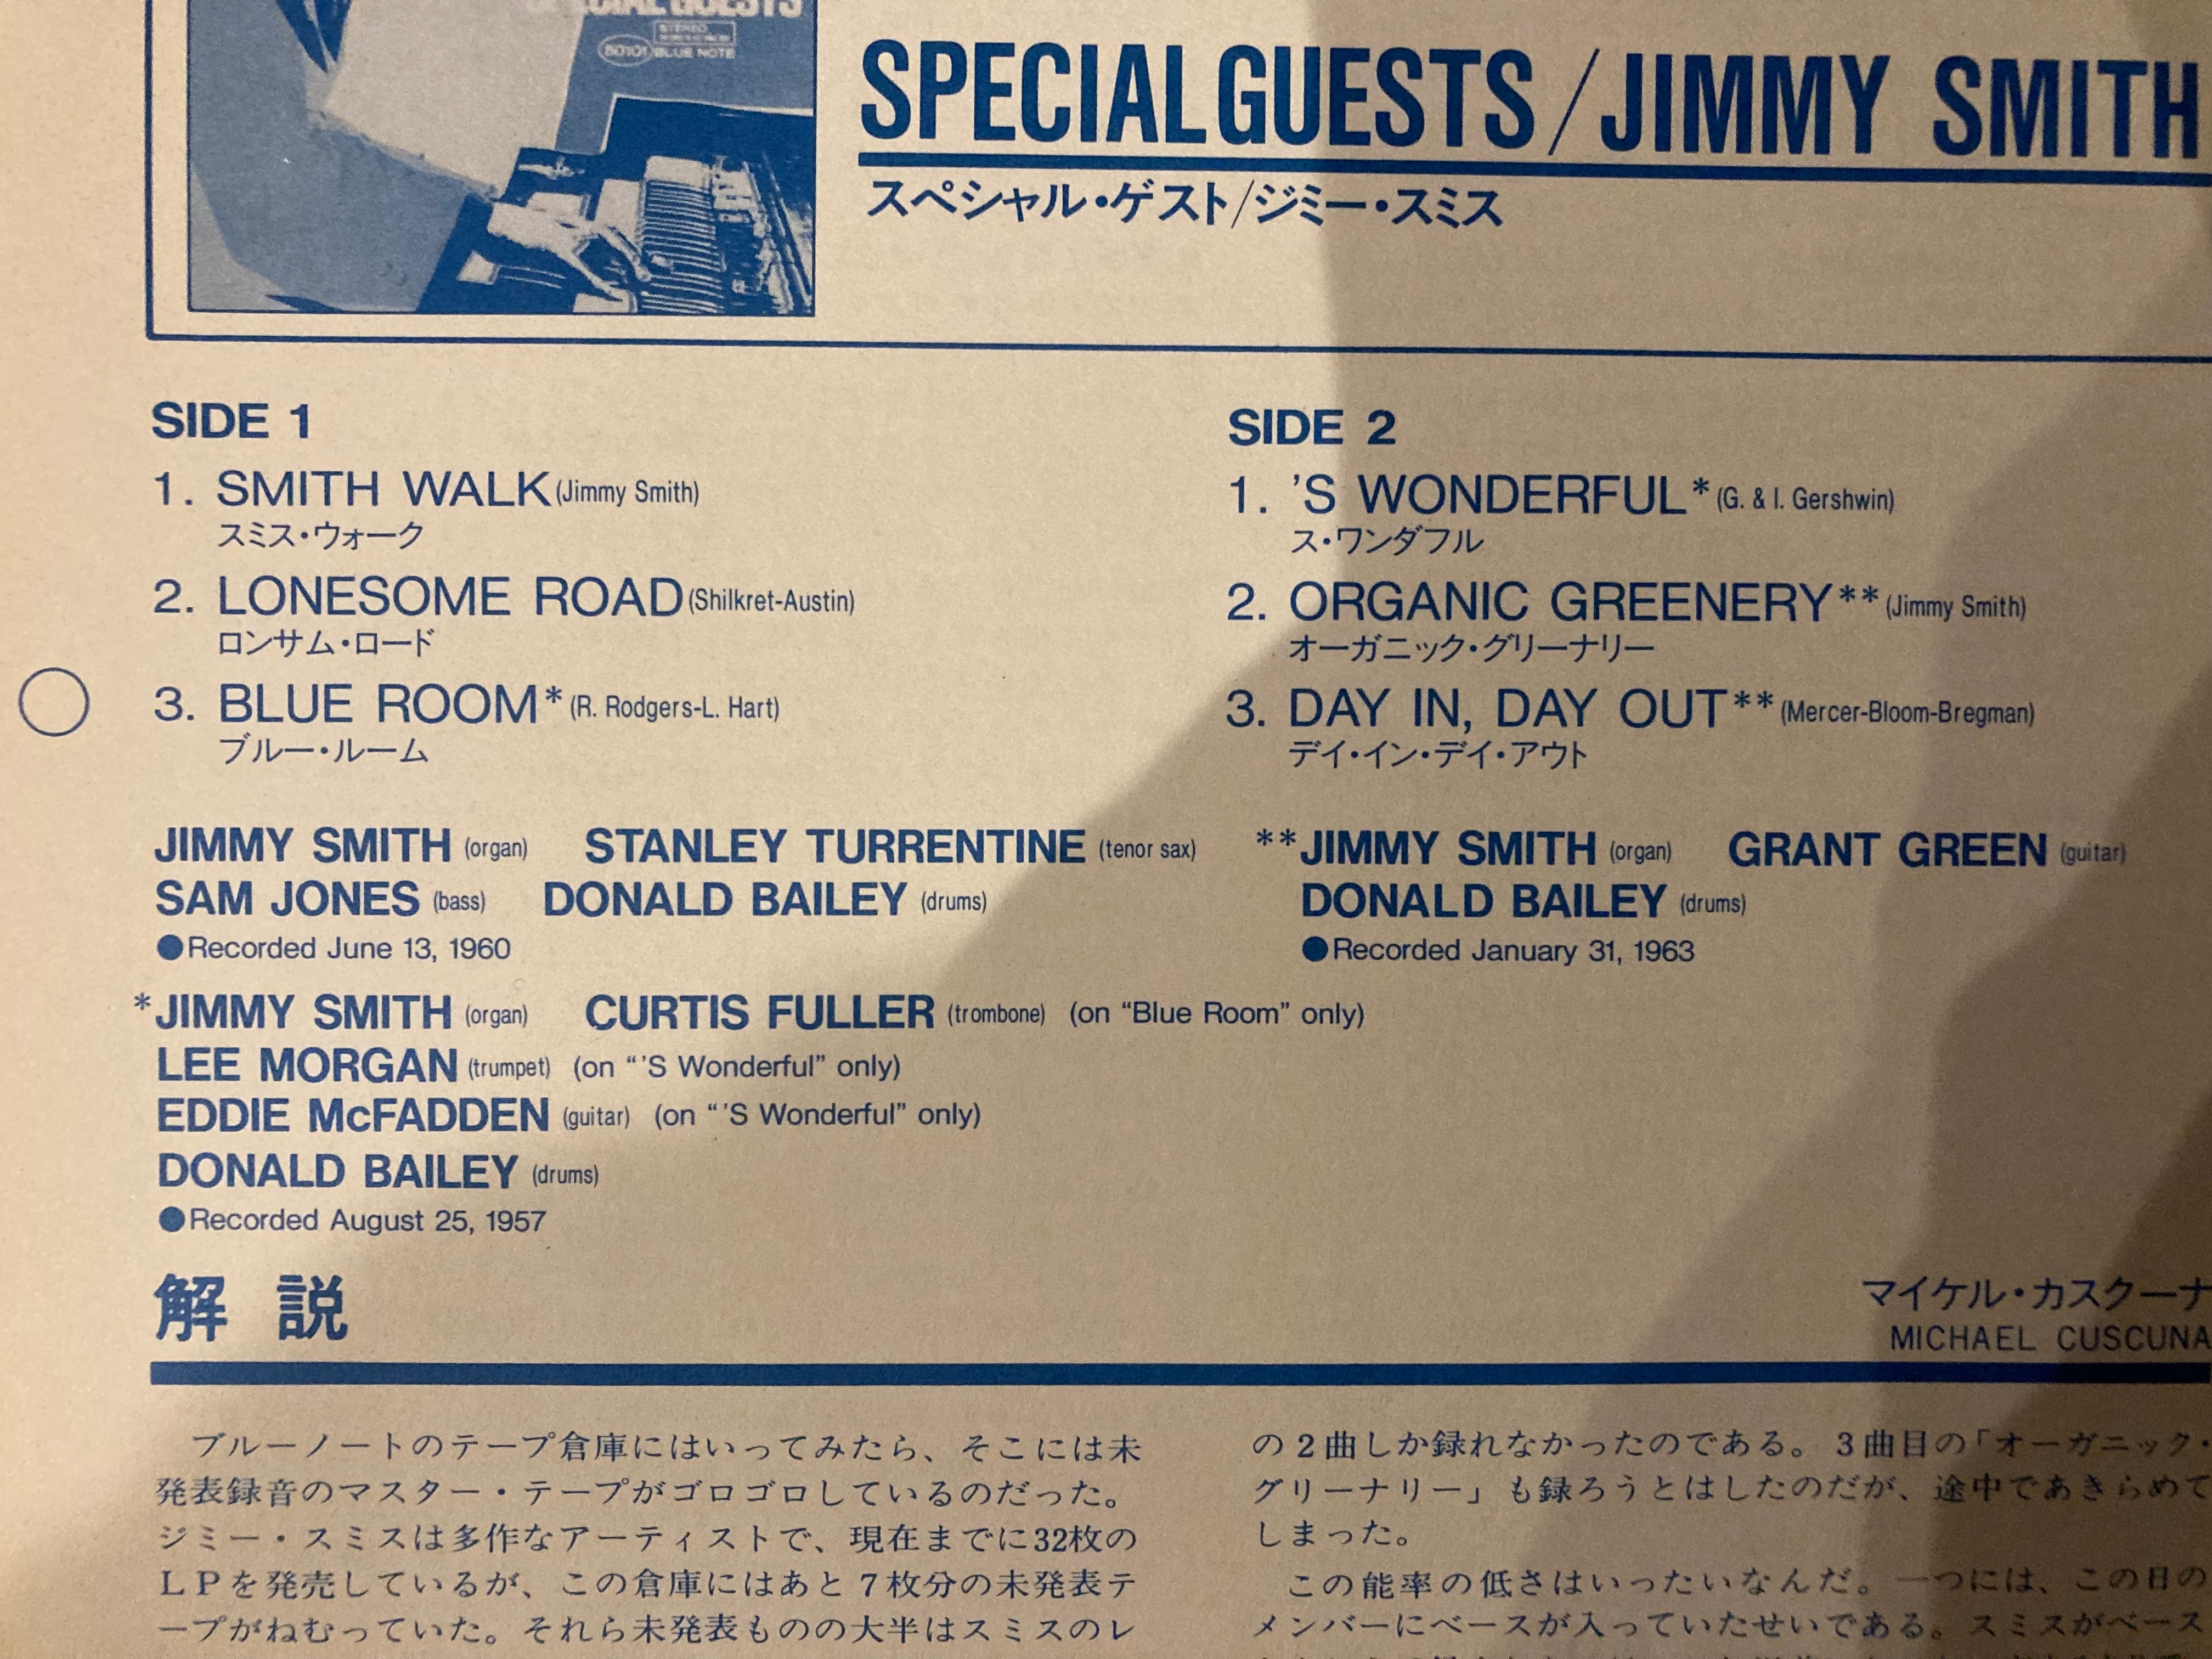 SPECIAL GUESTS
STEREO
80101 BLUE NOTE
SPECIAL GUESTS/JIMMY SMITH
スペシャル・ゲスト/ジミー・スミス
SIDE 1
1. SMITH WALK (Jimmy Smith)
スミス・ウォーク
2. LONESOME ROAD (Shilkret-Austin)
ロンサム・ロード
3. BLUE ROOM* (R. Rodgers-L. Hart)
ブルー・ルーム
SIDE 2
1. 'S WONDERFUL* (G. & I. Gershwin)
ス・ワンダフル
2. ORGANIC GREENERY** (Jimmy Smith)
オーガニック・グリーナリー
3. DAY IN, DAY OUT** (Mercer-Bloom-Bregman)
デイ・イン・デイ・アウト
JIMMY SMITH (organ) STANLEY TURRENTINE (tenor sax)
SAM JONES (bass) DONALD BAILEY (drums)
●Recorded June 13, 1960
*JIMMY SMITH (organ) CURTIS FULLER (trombone) (on “Blue Room” only)
LEE MORGAN (trumpet) (on “'S Wonderful” only)
EDDIE McFADDEN (guitar) (on “'S Wonderful” only)
DONALD BAILEY (drums)
●Recorded August 25, 1957
**JIMMY SMITH (organ) GRANT GREEN (guitar)
DONALD BAILEY (drums)
●Recorded January 31, 1963
解 説
マイケル・カスクーナ
MICHAEL CUSCUNA
ブルーノートのテープ倉庫にはいってみたら、そこには未
発表録音のマスター・テープがゴロゴロしているのだった。
ジミー・スミスは多作なアーティストで、現在までに32枚の
LPを発売しているが、この倉庫にはあと7枚分の未発表テ
ープがねむっていた。それら未発表ものの大半はスミスのレ
の2曲しか録れなかったのである。3曲目の「オーガニック・
グリーナリー」も録ろうとはしたのだが、途中であきらめて
しまった。
この能率の低さはいったいなんだ。一つには、この日の
メンバーにベースが入っていたせいである。スミスがベース